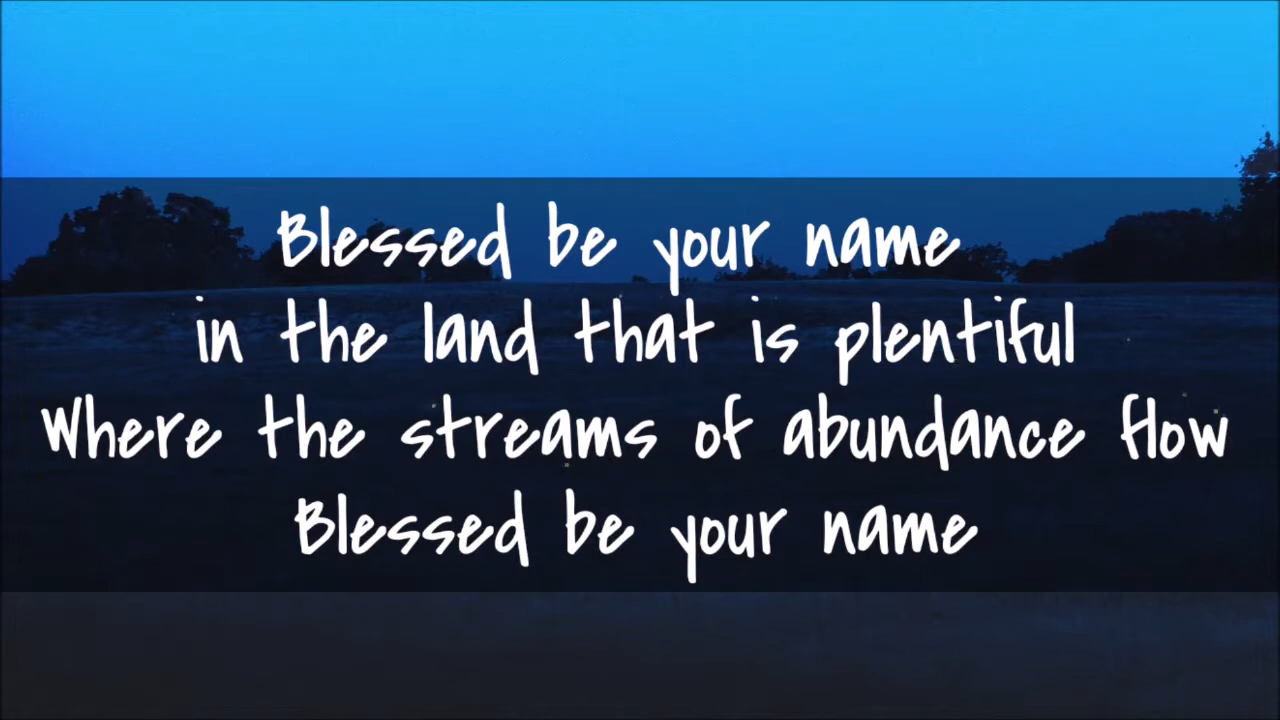 Blessed be your name
in the land that is plentiful
Where the streams of abundance flow
Blessed be your name